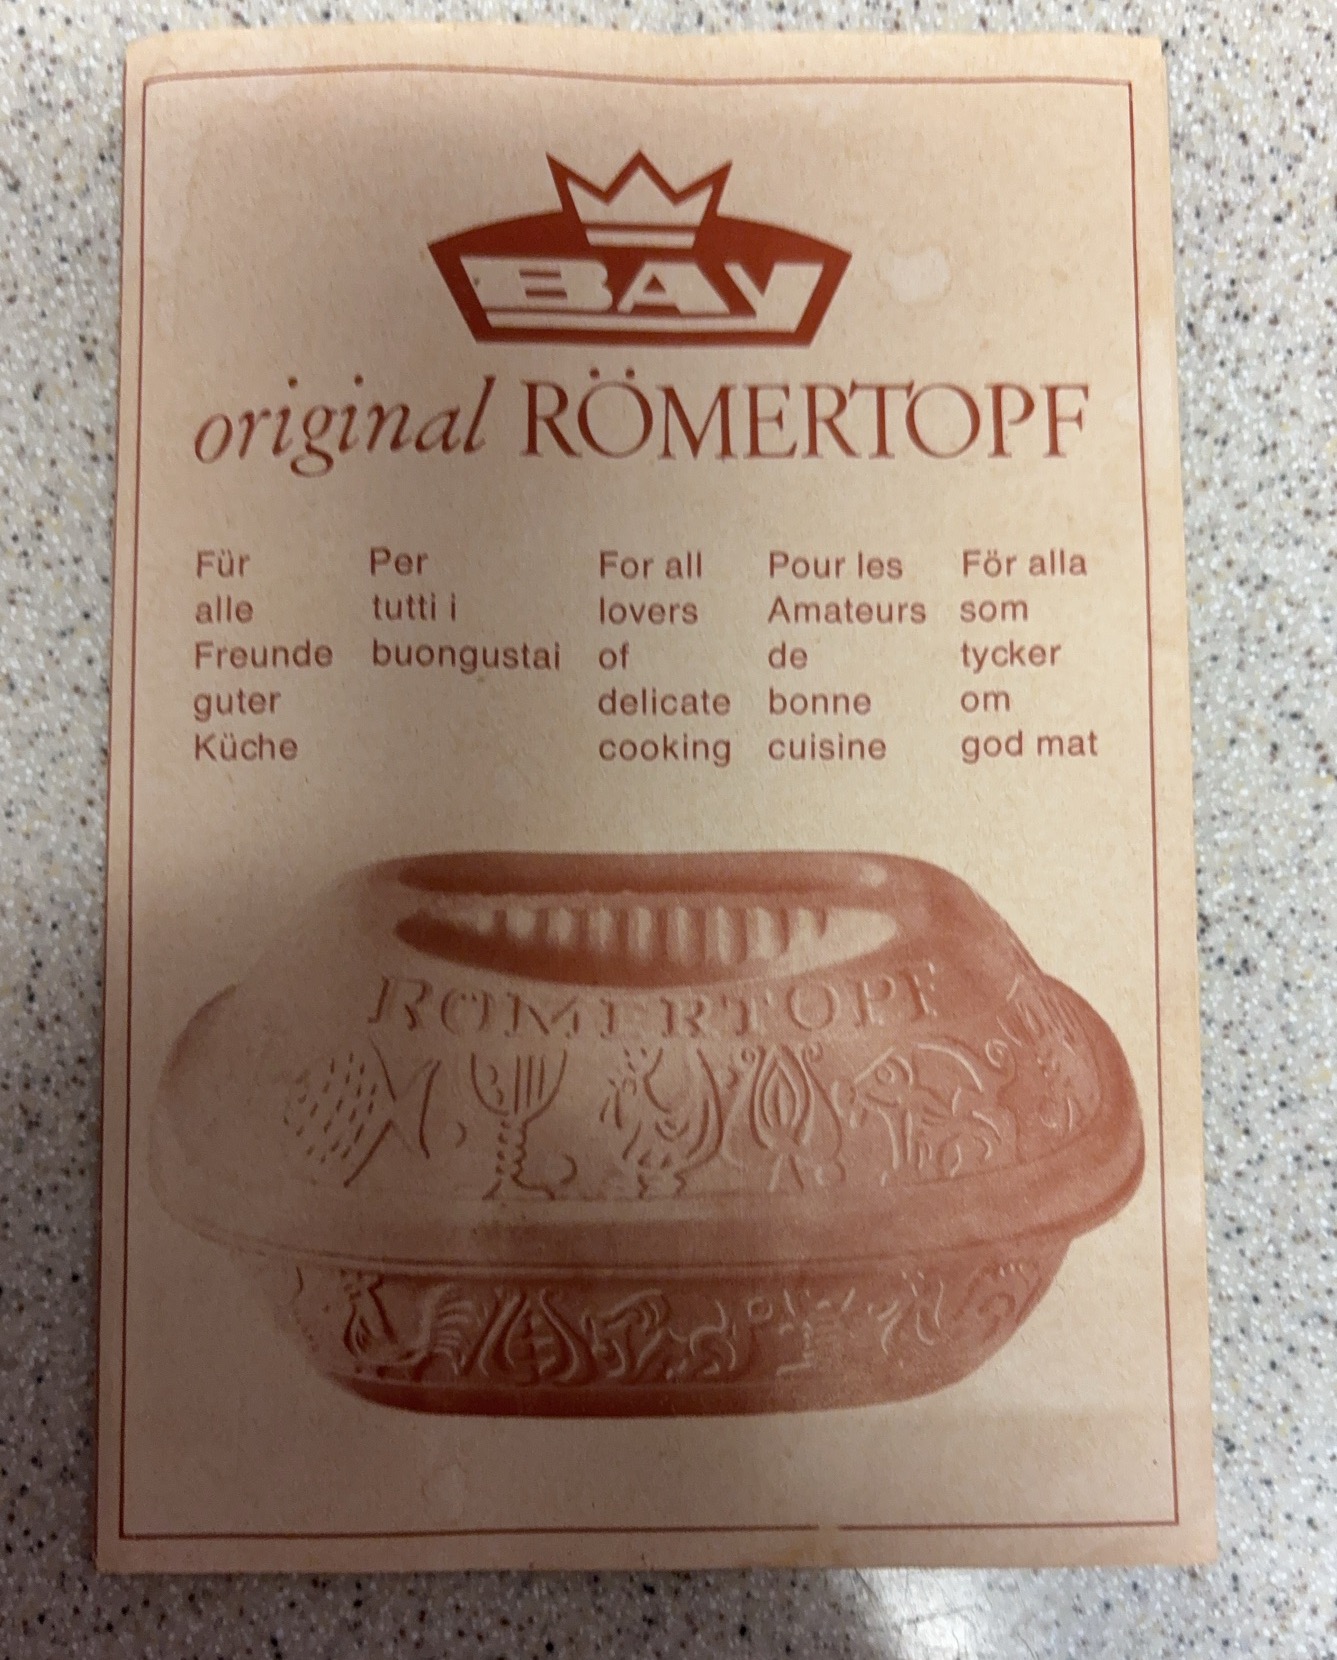 BAY
original RÖMERTOPF
Für
alle
Freunde
guter
Küche
Per
tutti i
buongustai
For all
lovers
of
delicate
cooking
Pour les
Amateurs
de
bonne
cuisine
För alla
som
tycker
om
god mat
RÖMERTOPF